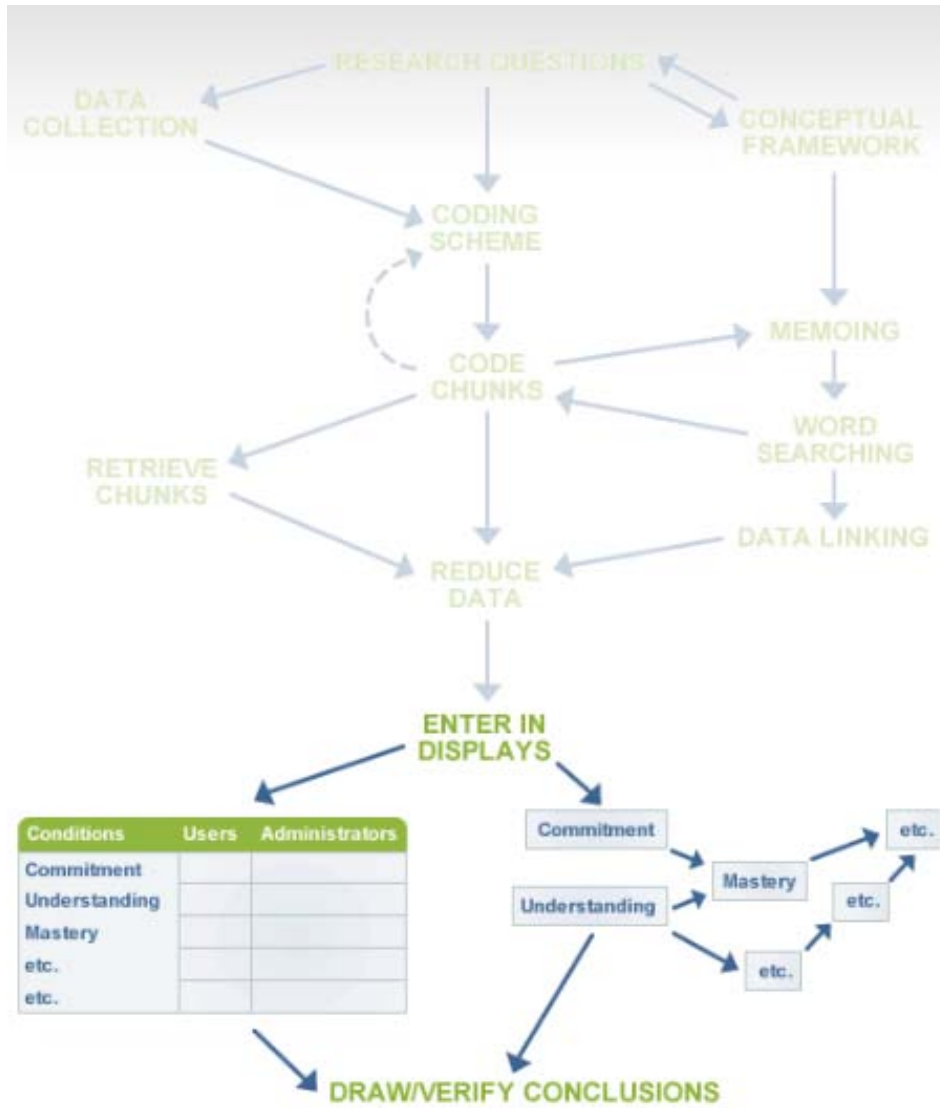 RESEARCH QUESTIONS
DATA
COLLECTION
CONCEPTUAL
FRAMEWORK
CODING
SCHEME
MEMOING
CODE
CHUNKS
WORD
SEARCHING
RETRIEVE
CHUNKS
DATA LINKING
REDUCE
DATA
ENTER IN
DISPLAYS
Conditions Users Administrators
Commitment
Understanding
Mastery
etc.
etc.
Commitment
Understanding
Mastery
etc.
etc.
etc.
DRAW/VERIFY CONCLUSIONS